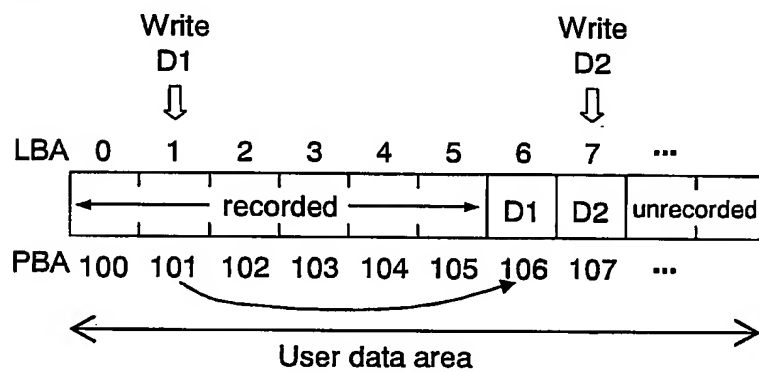 Write Write
D1 D2
LBA 0 1 2 3 4 5 6 7 ...
recorded D1 D2 unrecorded
PBA 100 101 102 103 104 105 106 107 ...
User data area